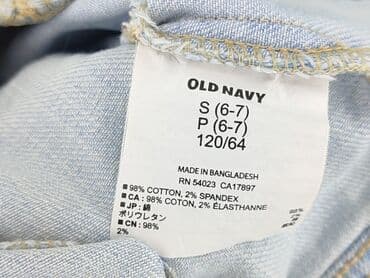 OLD NAVY
S (6-7)
P (6-7)
120/64
MADE IN BANGLADESH
RN 54023 CA17897
■ 98% COTTON, 2% SPANDEX
■ CA : 98% COTON, 2% ÉLASTHANNE
■ JP : 綿
ポリウレタン
■ CN : 98%
2%